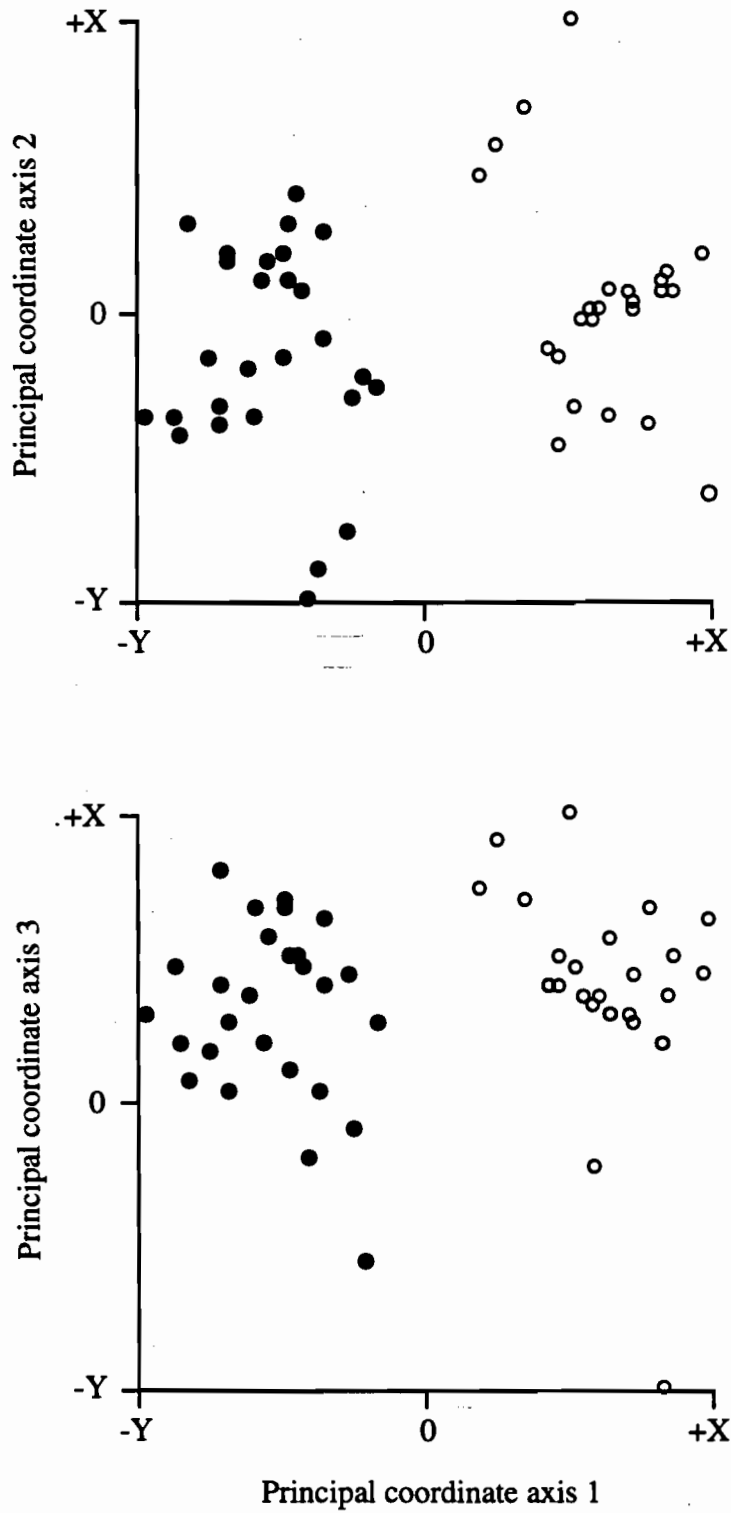 +X
Principal coordinate axis 2
0
-Y
-Y
0
+X
+X
Principal coordinate axis 3
0
-Y
-Y
0
+X
Principal coordinate axis 1